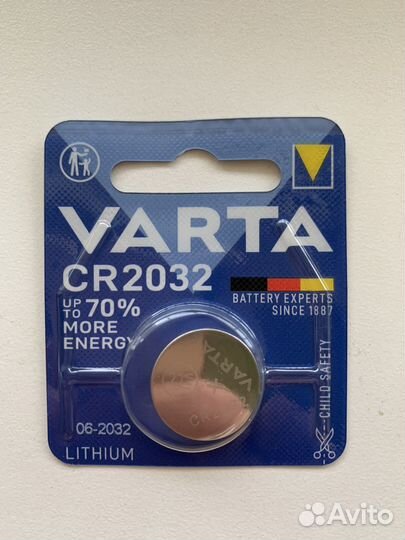 VARTA
CR2032
UP TO 70%
MORE
ENERGY
BATTERY EXPERTS
SINCE 1887
VARTA
CHILD SAFETY
06-2032
LITHIUM
Avito